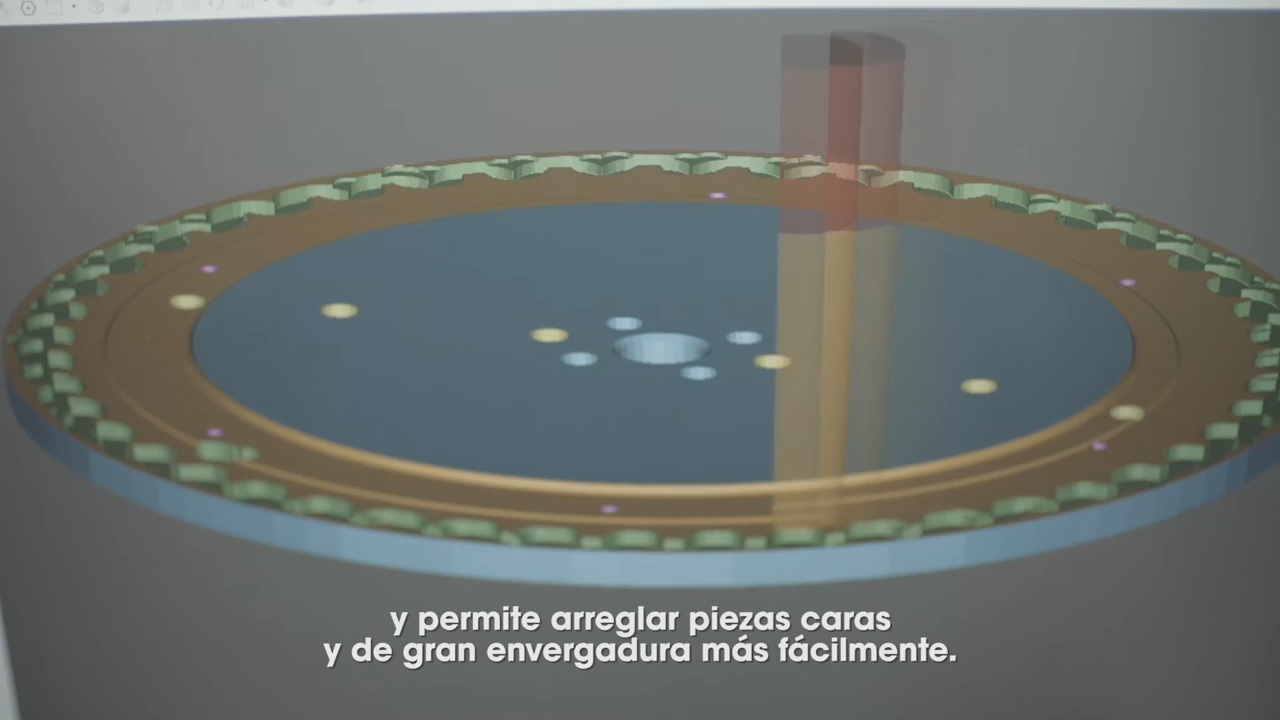 y permite arreglar piezas caras
y de gran envergadura más fácilmente.